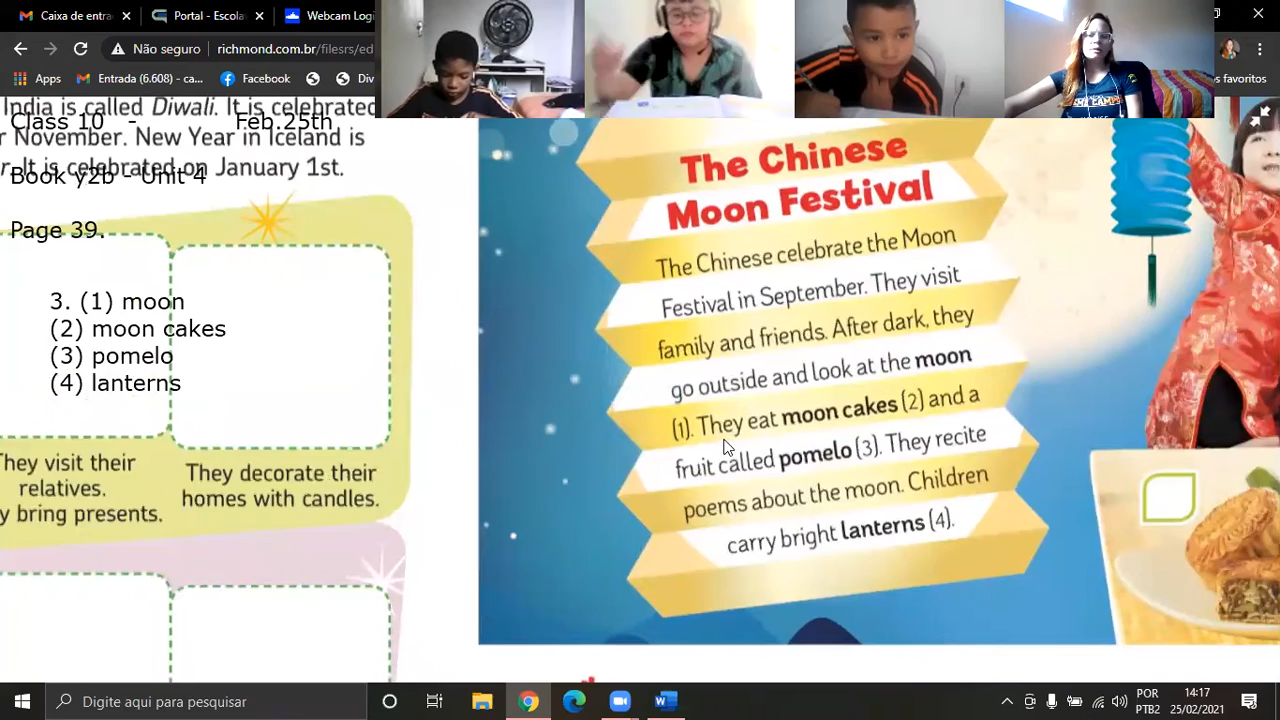 Caixa de entra
Portal - Escola
Webcam Logi
Não seguro
richmond.com.br/filesrs/ed
Apps
Entrada (6.608) - ca...
Facebook
Div
os favoritos
India is called Diwali. It is celebrated
Class 10 - Feb.25th
r November. New Year in Iceland is
r. It is celebrated on January 1st.
Book y2b - Unit 4
Page 39.
3. (1) moon
(2) moon cakes
(3) pomelo
(4) lanterns
hey visit their
relatives.
y bring presents.
They decorate their
homes with candles.
The Chinese
Moon Festival
The Chinese celebrate the Moon
Festival in September. They visit
family and friends. After dark, they
go outside and look at the moon
(1). They eat moon cakes (2) and a
fruit called pomelo (3). They recite
poems about the moon. Children
carry bright lanterns (4).
Digite aqui para pesquisar
POR
PTB2
14:17
25/02/2021